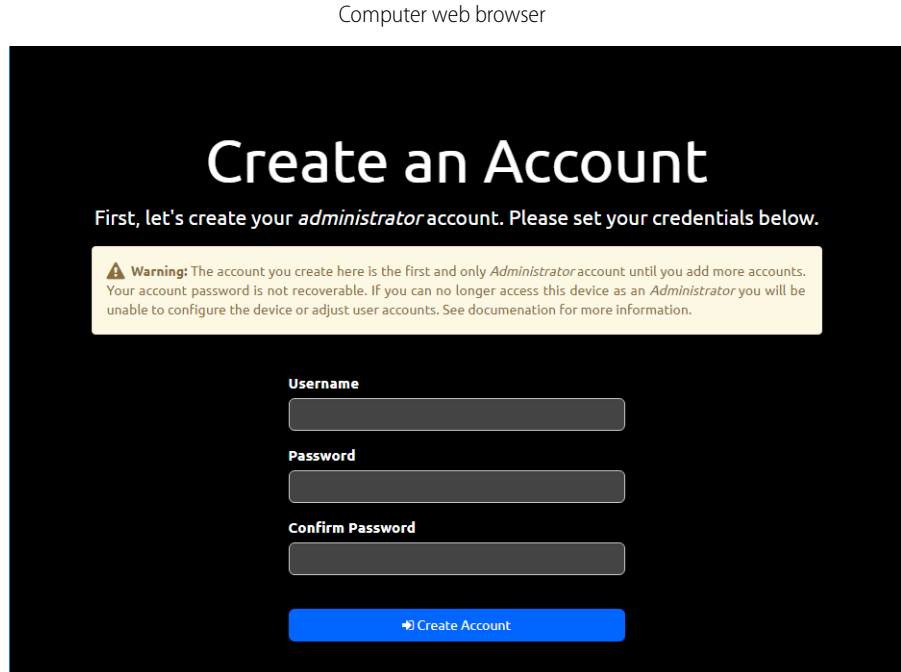 Computer web browser
Create an Account
First, let's create your administrator account. Please set your credentials below.
Warning: The account you create here is the first and only Administrator account until you add more accounts.
Your account password is not recoverable. If you can no longer access this device as an Administrator you will be
unable to configure the device or adjust user accounts. See documenation for more information.
Username
Password
Confirm Password
Create Account